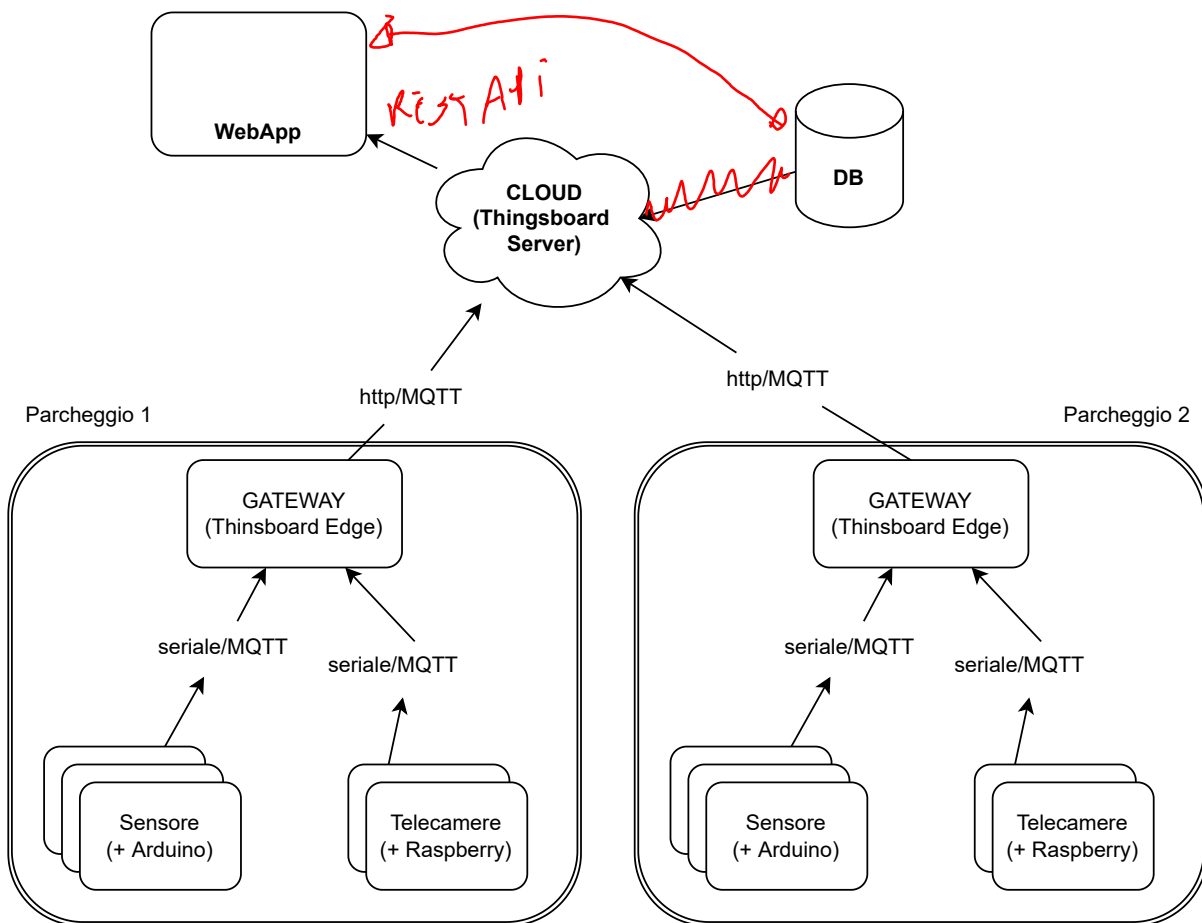 WebApp
REST API
DB
CLOUD
(Thingsboard
Server)
http/MQTT
http/MQTT
Parcheggio 1
Parcheggio 2
GATEWAY
(Thinsboard Edge)
GATEWAY
(Thinsboard Edge)
seriale/MQTT
seriale/MQTT
seriale/MQTT
seriale/MQTT
Sensore
(+ Arduino)
Telecamere
(+ Raspberry)
Sensore
(+ Arduino)
Telecamere
(+ Raspberry)